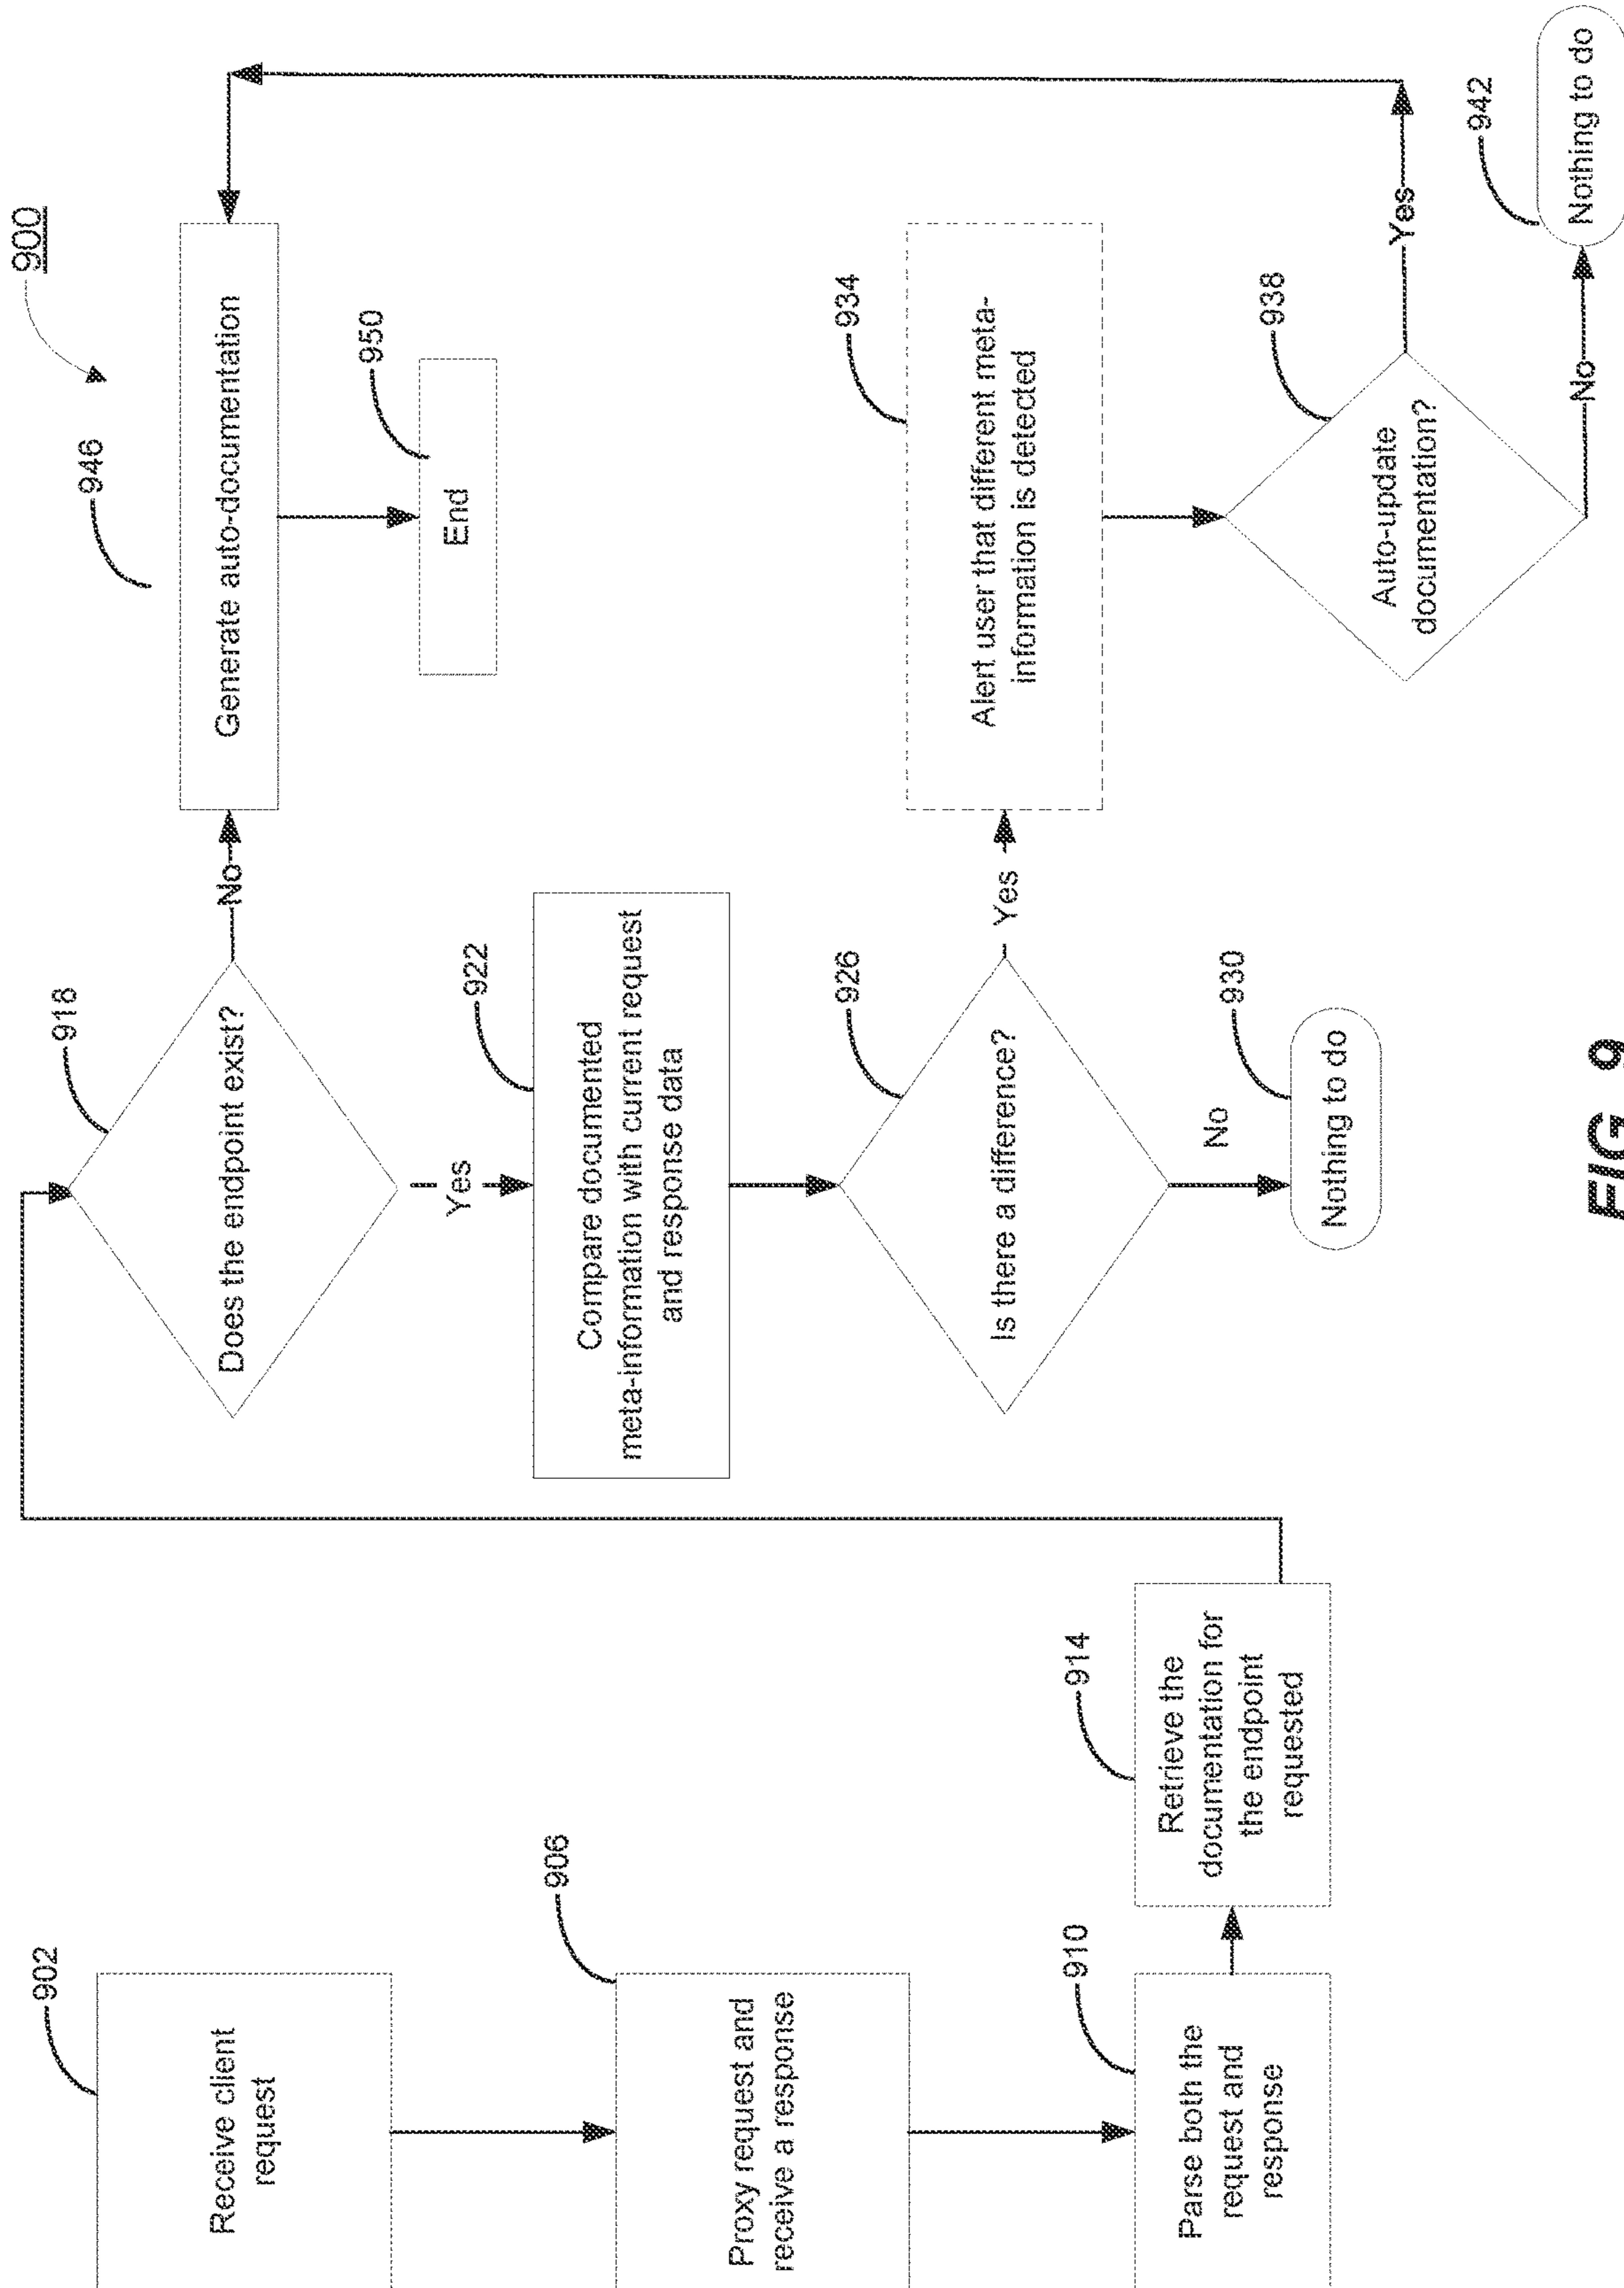 900
902
Receive client
request
906
Proxy request and
receive a response
910
Parse both the
request and
response
914
Retrieve the
documentation for
the endpoint
requested
918
Does the endpoint exist?
No
Yes
922
Compare documented
meta-information with current request
and response data
926
Is there a difference?
Yes
No
930
Nothing to do
946
Generate auto-documentation
950
End
934
Alert user that different meta-
information is detected
938
Auto-update
documentation?
Yes
No
942
Nothing to do
FIG. 9